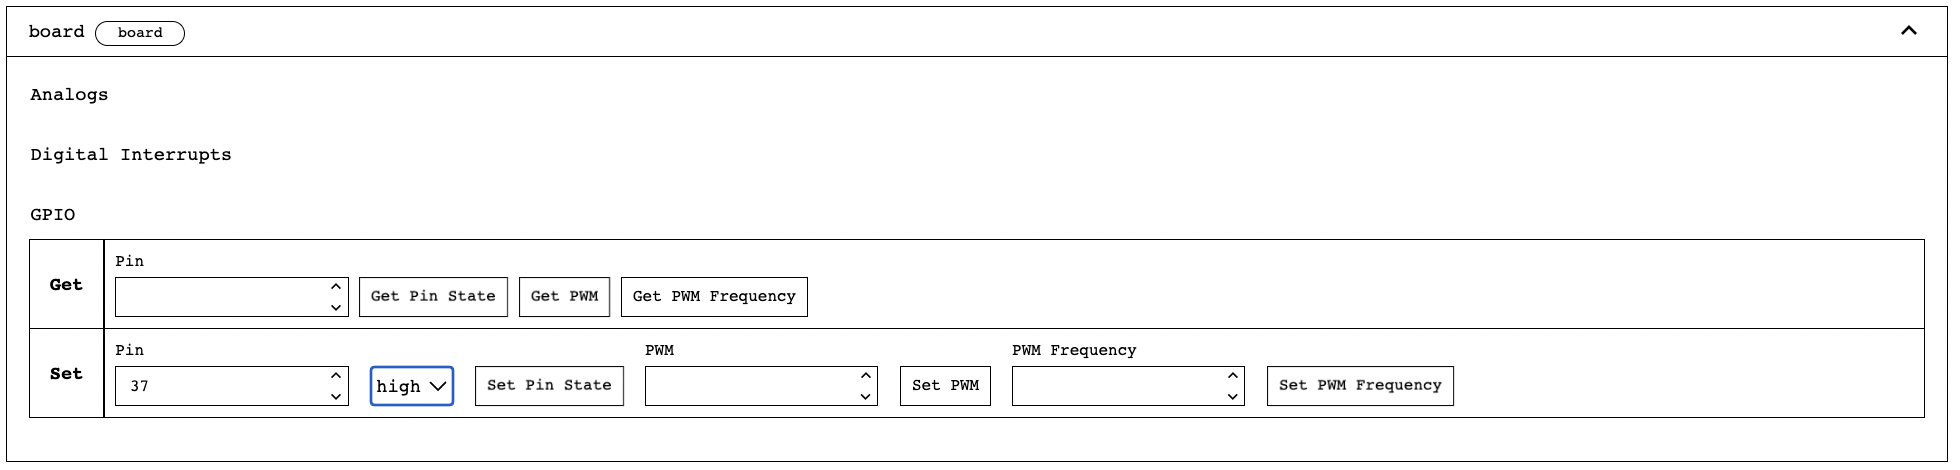 board board
Analogs
Digital Interrupts
GPIO
Get
Pin
Get Pin State Get PWM Get PWM Frequency
Set
Pin PWM PWM Frequency
37 high Set Pin State Set PWM Set PWM Frequency